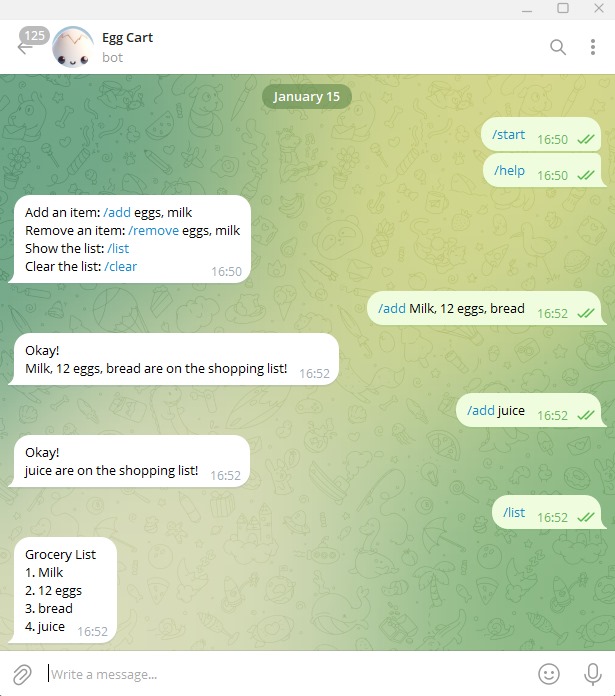 125
Egg Cart
bot
January 15
/start 16:50
/help 16:50
Add an item: /add eggs, milk
Remove an item: /remove eggs, milk
Show the list: /list
Clear the list: /clear 16:50
/add Milk, 12 eggs, bread 16:52
Okay!
Milk, 12 eggs, bread are on the shopping list! 16:52
/add juice 16:52
Okay!
juice are on the shopping list! 16:52
/list 16:52
Grocery List
1. Milk
2. 12 eggs
3. bread
4. juice 16:52
Write a message...